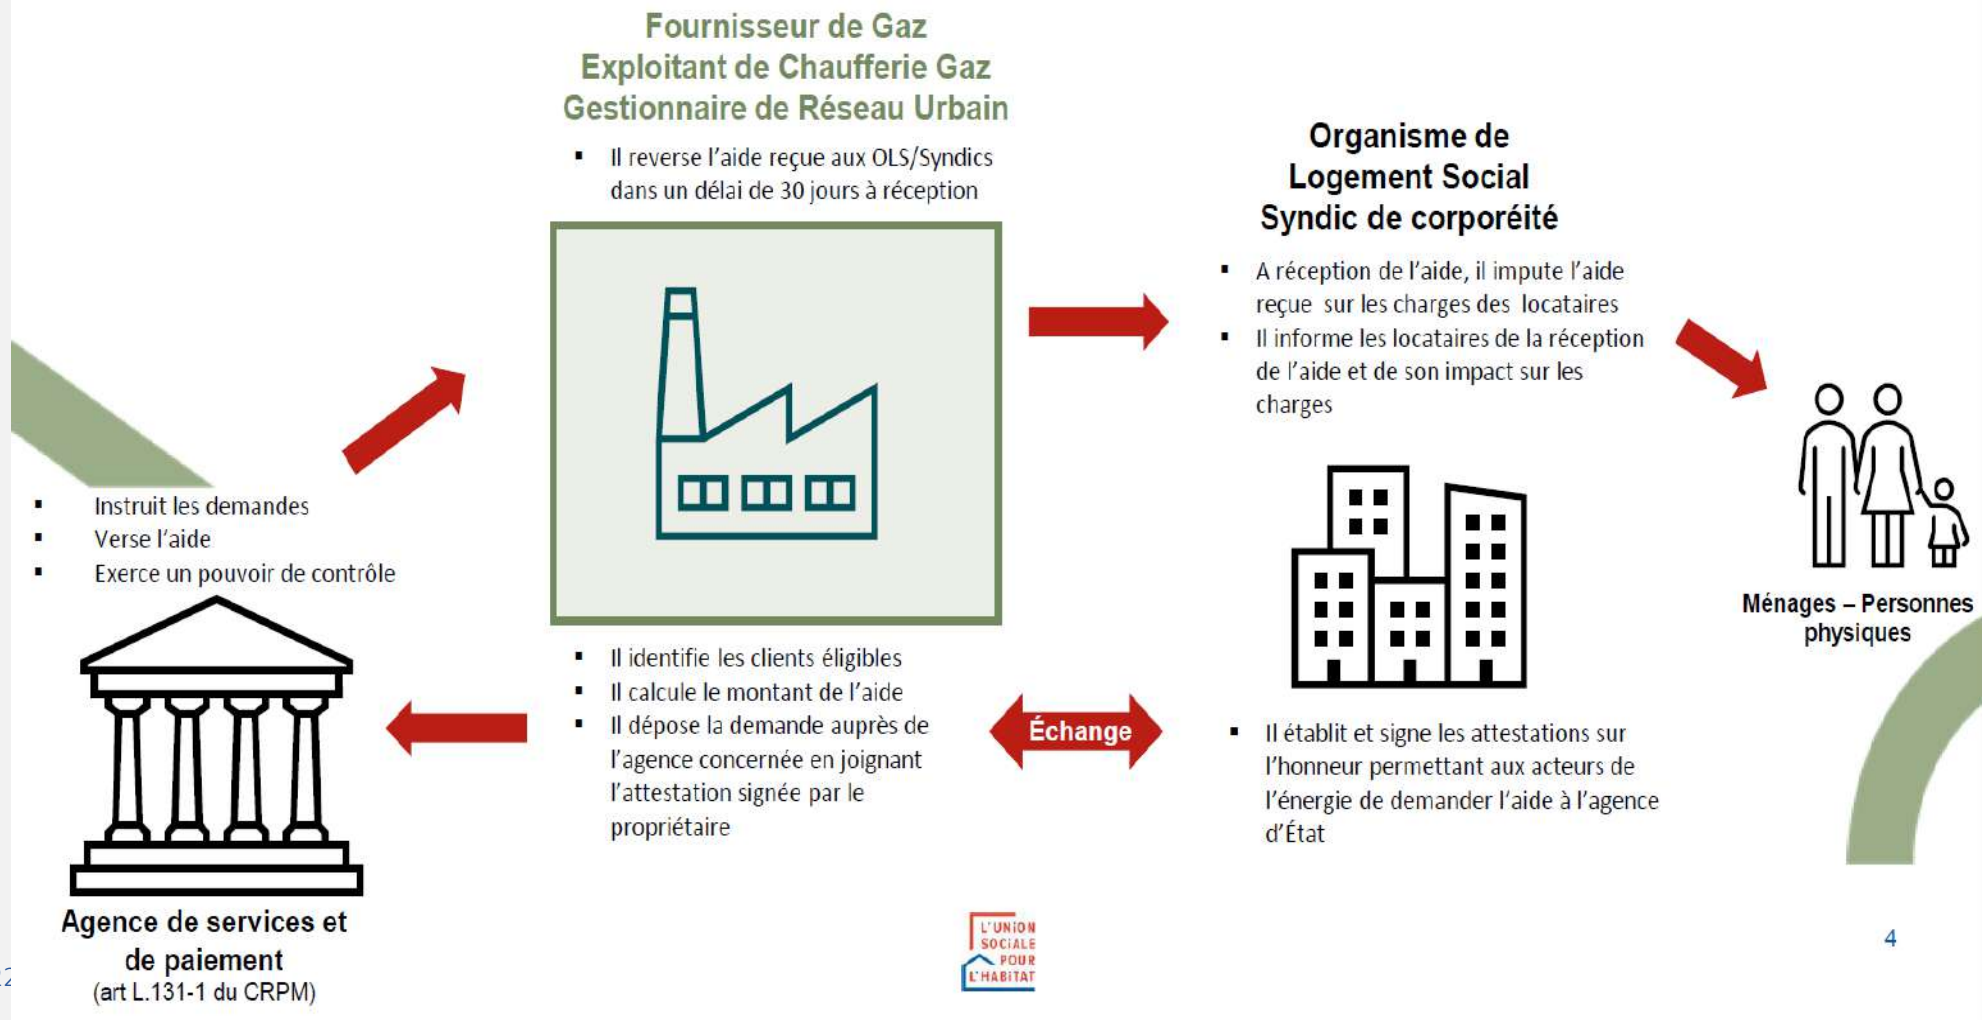 Fournisseur de Gaz
Exploitant de Chaufferie Gaz
Gestionnaire de Réseau Urbain
▪ Il reverse l’aide reçue aux OLS/Syndics
dans un délai de 30 jours à réception
Organisme de
Logement Social
Syndic de corporéité
▪ A réception de l’aide, il impute l’aide
reçue sur les charges des locataires
▪ Il informe les locataires de la réception
de l’aide et de son impact sur les
charges
▪ Instruit les demandes
▪ Verse l’aide
▪ Exerce un pouvoir de contrôle
Ménages – Personnes
physiques
▪ Il identifie les clients éligibles
▪ Il calcule le montant de l’aide
▪ Il dépose la demande auprès de
l’agence concernée en joignant
l’attestation signée par le
propriétaire
Échange
▪ Il établit et signe les attestations sur
l’honneur permettant aux acteurs de
l’énergie de demander l’aide à l’agence
d’État
Agence de services et
de paiement
(art L.131-1 du CRPM)
L'UNION
SOCIALE
POUR
L'HABITAT
4